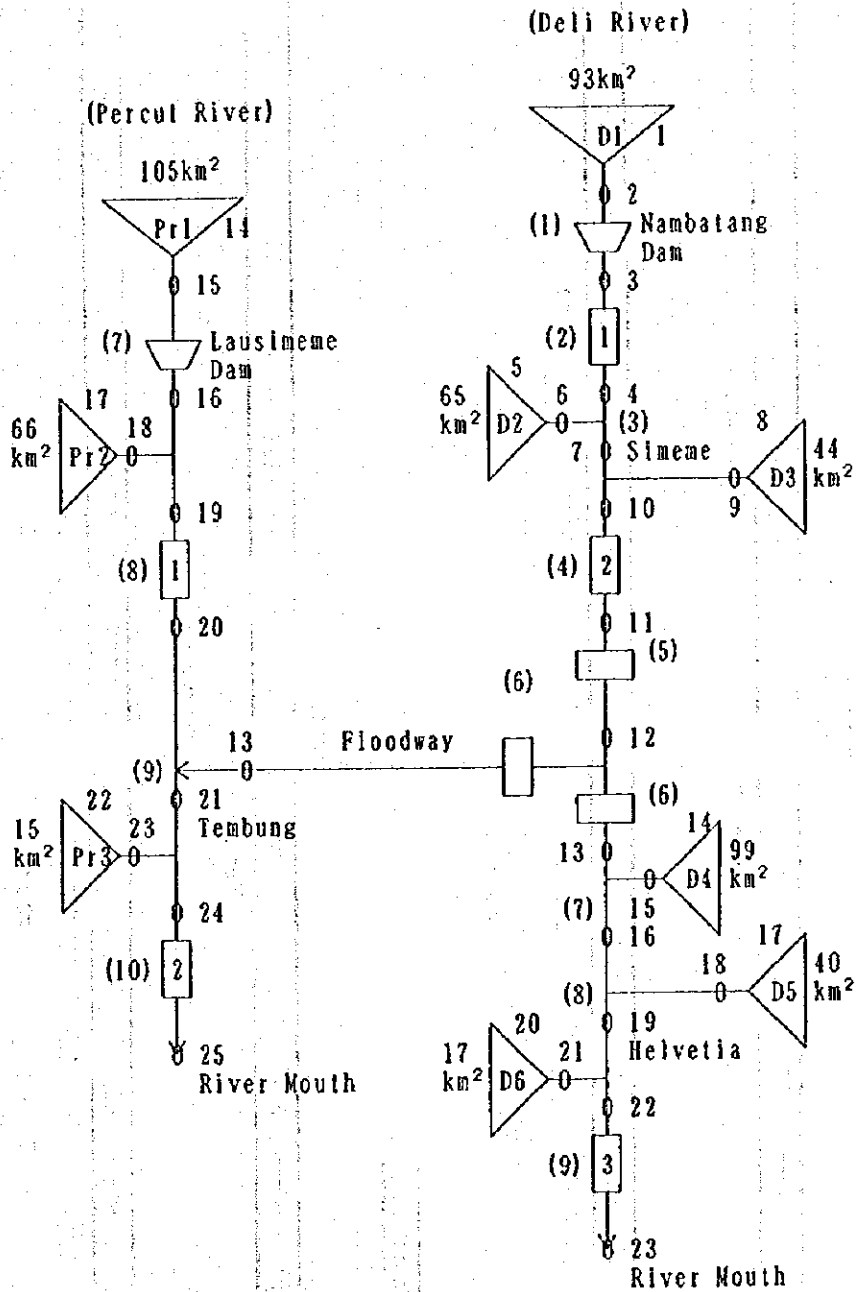 (Deli River)
93km²
(Percut River)
D1 1
105km²
2
Pr1 14
(1) Nambatang
Dam
15
3
(7) Lausimeme
Dam
(2) 1
5
17 16
65
km² D2 6 4
(3)
8
66
km² Pr2 18
7 Simeme
44
km² D3
9
19
10
(8) 1
(4) 2
20
11
(5)
(6)
12
13 Floodway
(9)
(6)
22 21
Tembung
14
15
km² Pr3 23
13
99
km² D4
15
24
(7)
16
17
(10) 2
18
40
km² D5
(8)
20 19
Helvetia
25
River Mouth
17
km² D6 21
22
(9) 3
23
River Mouth